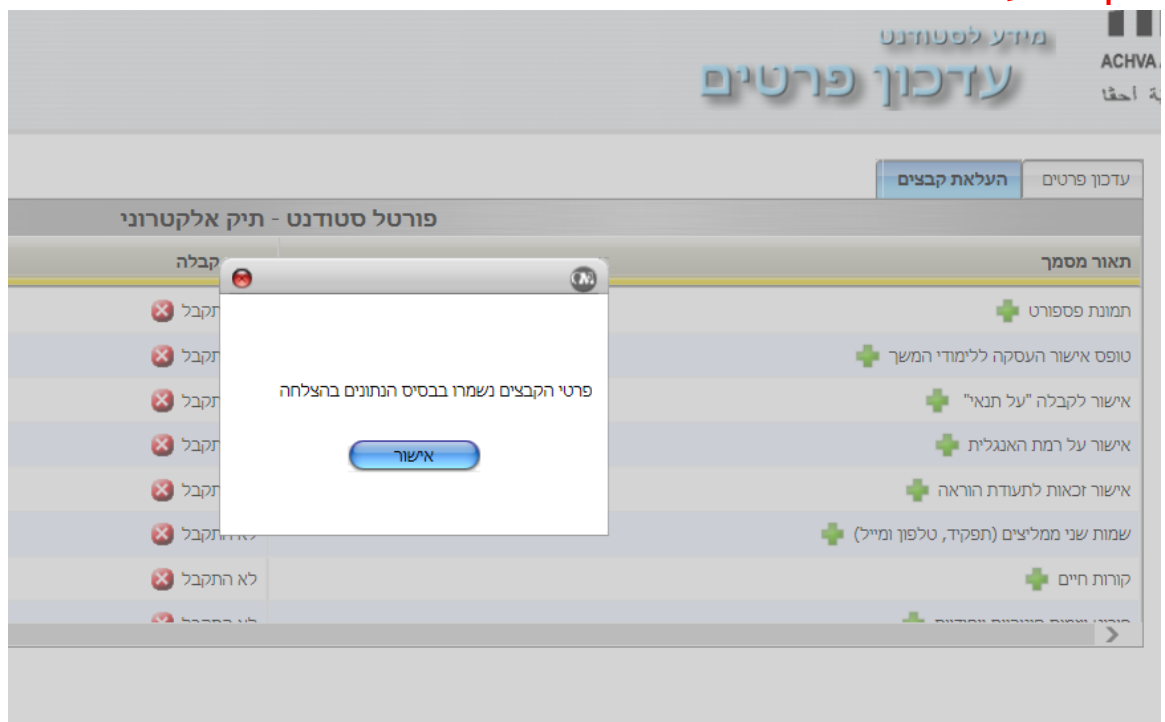 מידע לסטודנט
עדכון פרטים
ACHVA
أحفا
עדכון פרטים
העלאת קבצים
פורטל סטודנט - תיק אלקטרוני
תאור מסמך
קבלה
תמונת פספורט
טופס אישור העסקה ללימודי המשך
אישור לקבלה "על תנאי"
אישור על רמת האנגלית
אישור זכאות לתעודת הוראה
שמות שני ממליצים (תפקיד, טלפון ומייל)
קורות חיים
לא התקבל
פרטי הקבצים נשמרו בבסיס הנתונים בהצלחה
אישור